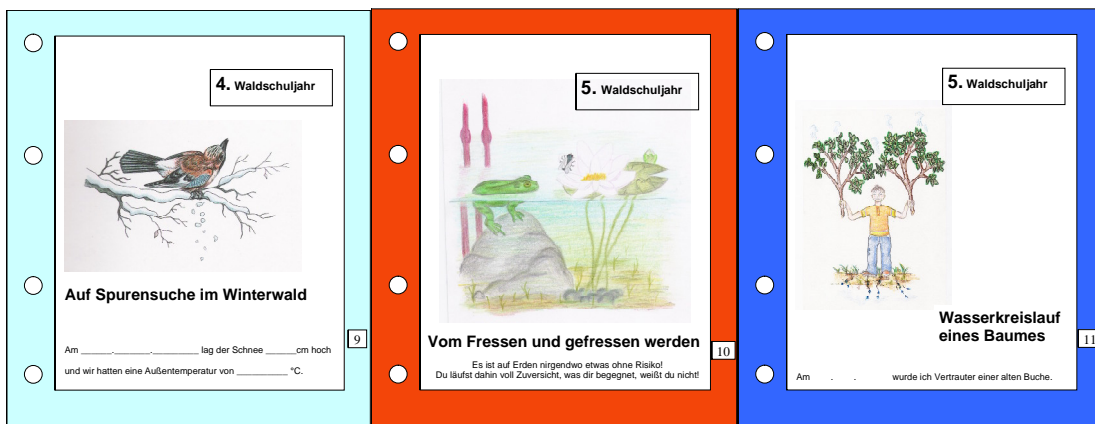 4. Waldschuljahr
Auf Spurensuche im Winterwald
Am ______.______.________ lag der Schnee ______cm hoch
und wir hatten eine Außentemperatur von __________ °C.
9
5. Waldschuljahr
Vom Fressen und gefressen werden
Es ist auf Erden nirgendwo etwas ohne Risiko!
Du läufst dahin voll Zuversicht, was dir begegnet, weißt du nicht!
10
5. Waldschuljahr
Wasserkreislauf
eines Baumes
Am . . wurde ich Vertrauter einer alten Buche.
11